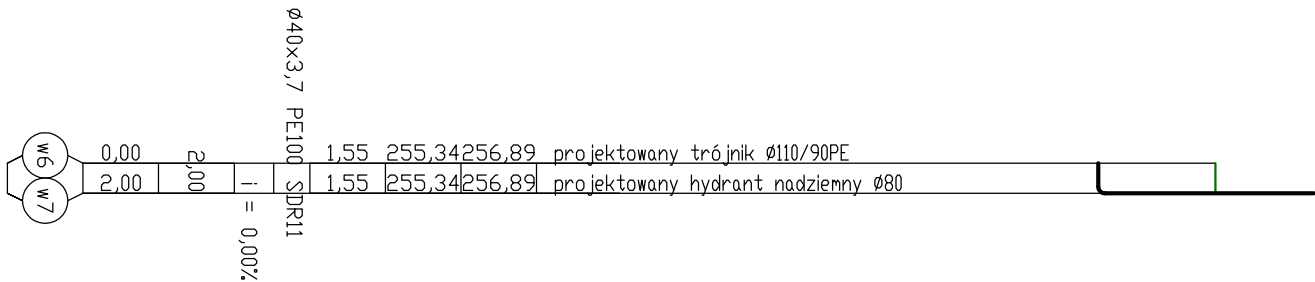 Ø40x3,7 PE100 SDR11
w6 0,00 1,55 255,34 256,89 projektowany trójnik Ø110/90PE
2,00
w7 2,00 1,55 255,34 256,89 projektowany hydrant nadziemny Ø80
i = 0,00%